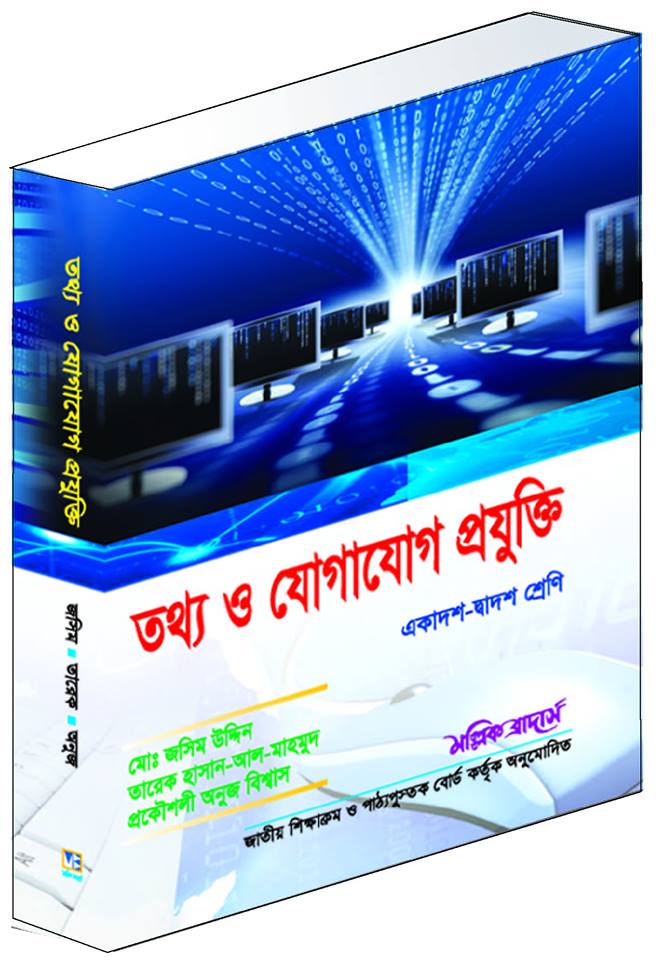 তথ্য ও যোগাযোগ প্রযুক্তি
একাদশ-দ্বাদশ শ্রেণি
মোঃ জসিম উদ্দিন
তারেক হাসান-আল-মাহমুদ
প্রকৌশলী অনুজ বিশ্বাস
মল্লিক ব্রাদার্স
জাতীয় শিক্ষাক্রম ও পাঠ্যপুস্তক বোর্ড কর্তৃক অনুমোদিত
তথ্য ও যোগাযোগ প্রযুক্তি
জসিম তারেক অনুজ